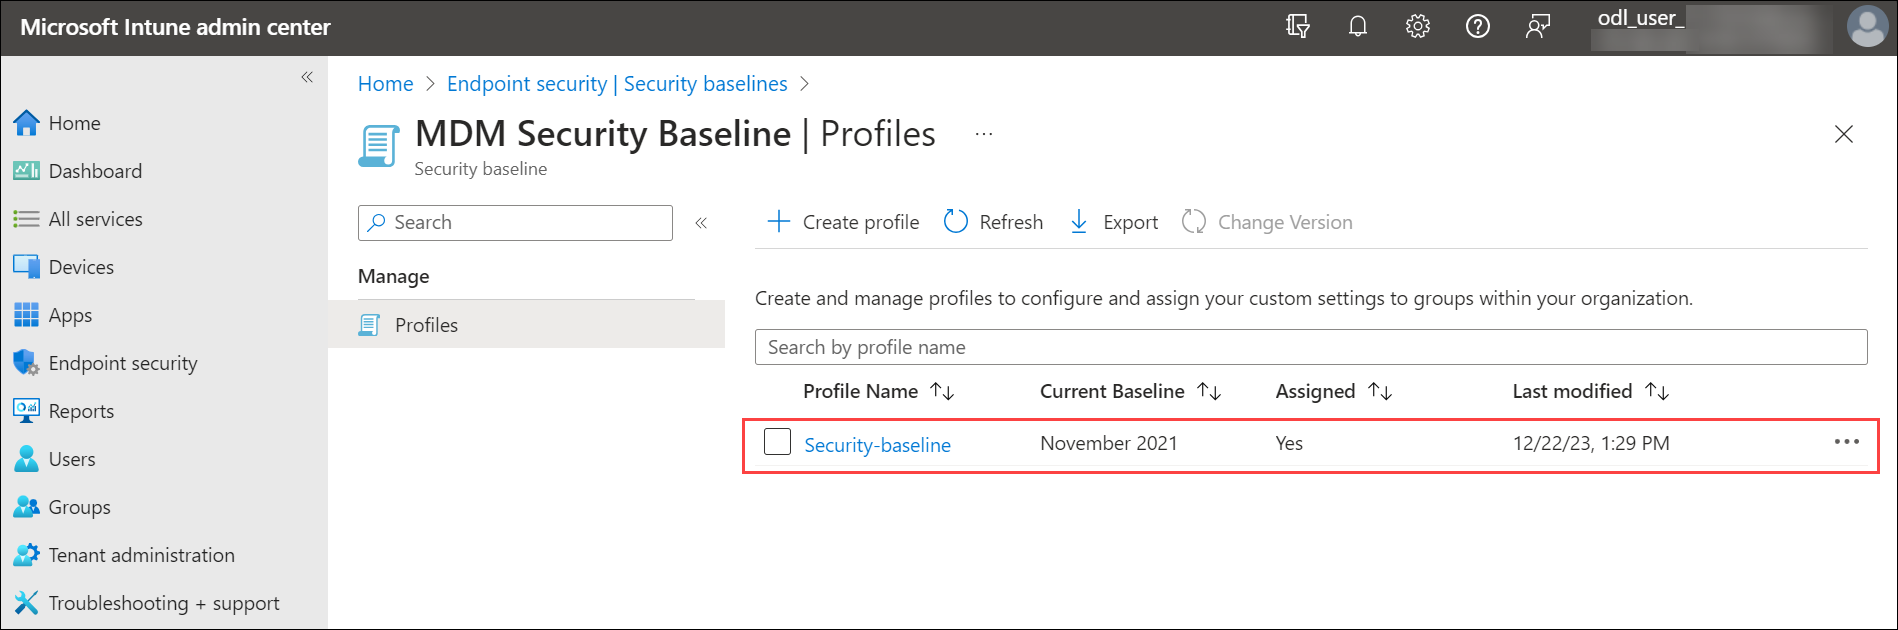 Microsoft Intune admin center
odl_user_
Home
Dashboard
All services
Devices
Apps
Endpoint security
Reports
Users
Groups
Tenant administration
Troubleshooting + support
Home > Endpoint security | Security baselines >
MDM Security Baseline | Profiles ...
Security baseline
Search
Manage
Profiles
Create profile Refresh Export Change Version
Create and manage profiles to configure and assign your custom settings to groups within your organization.
Search by profile name
Profile Name Current Baseline Assigned Last modified
Security-baseline November 2021 Yes 12/22/23, 1:29 PM